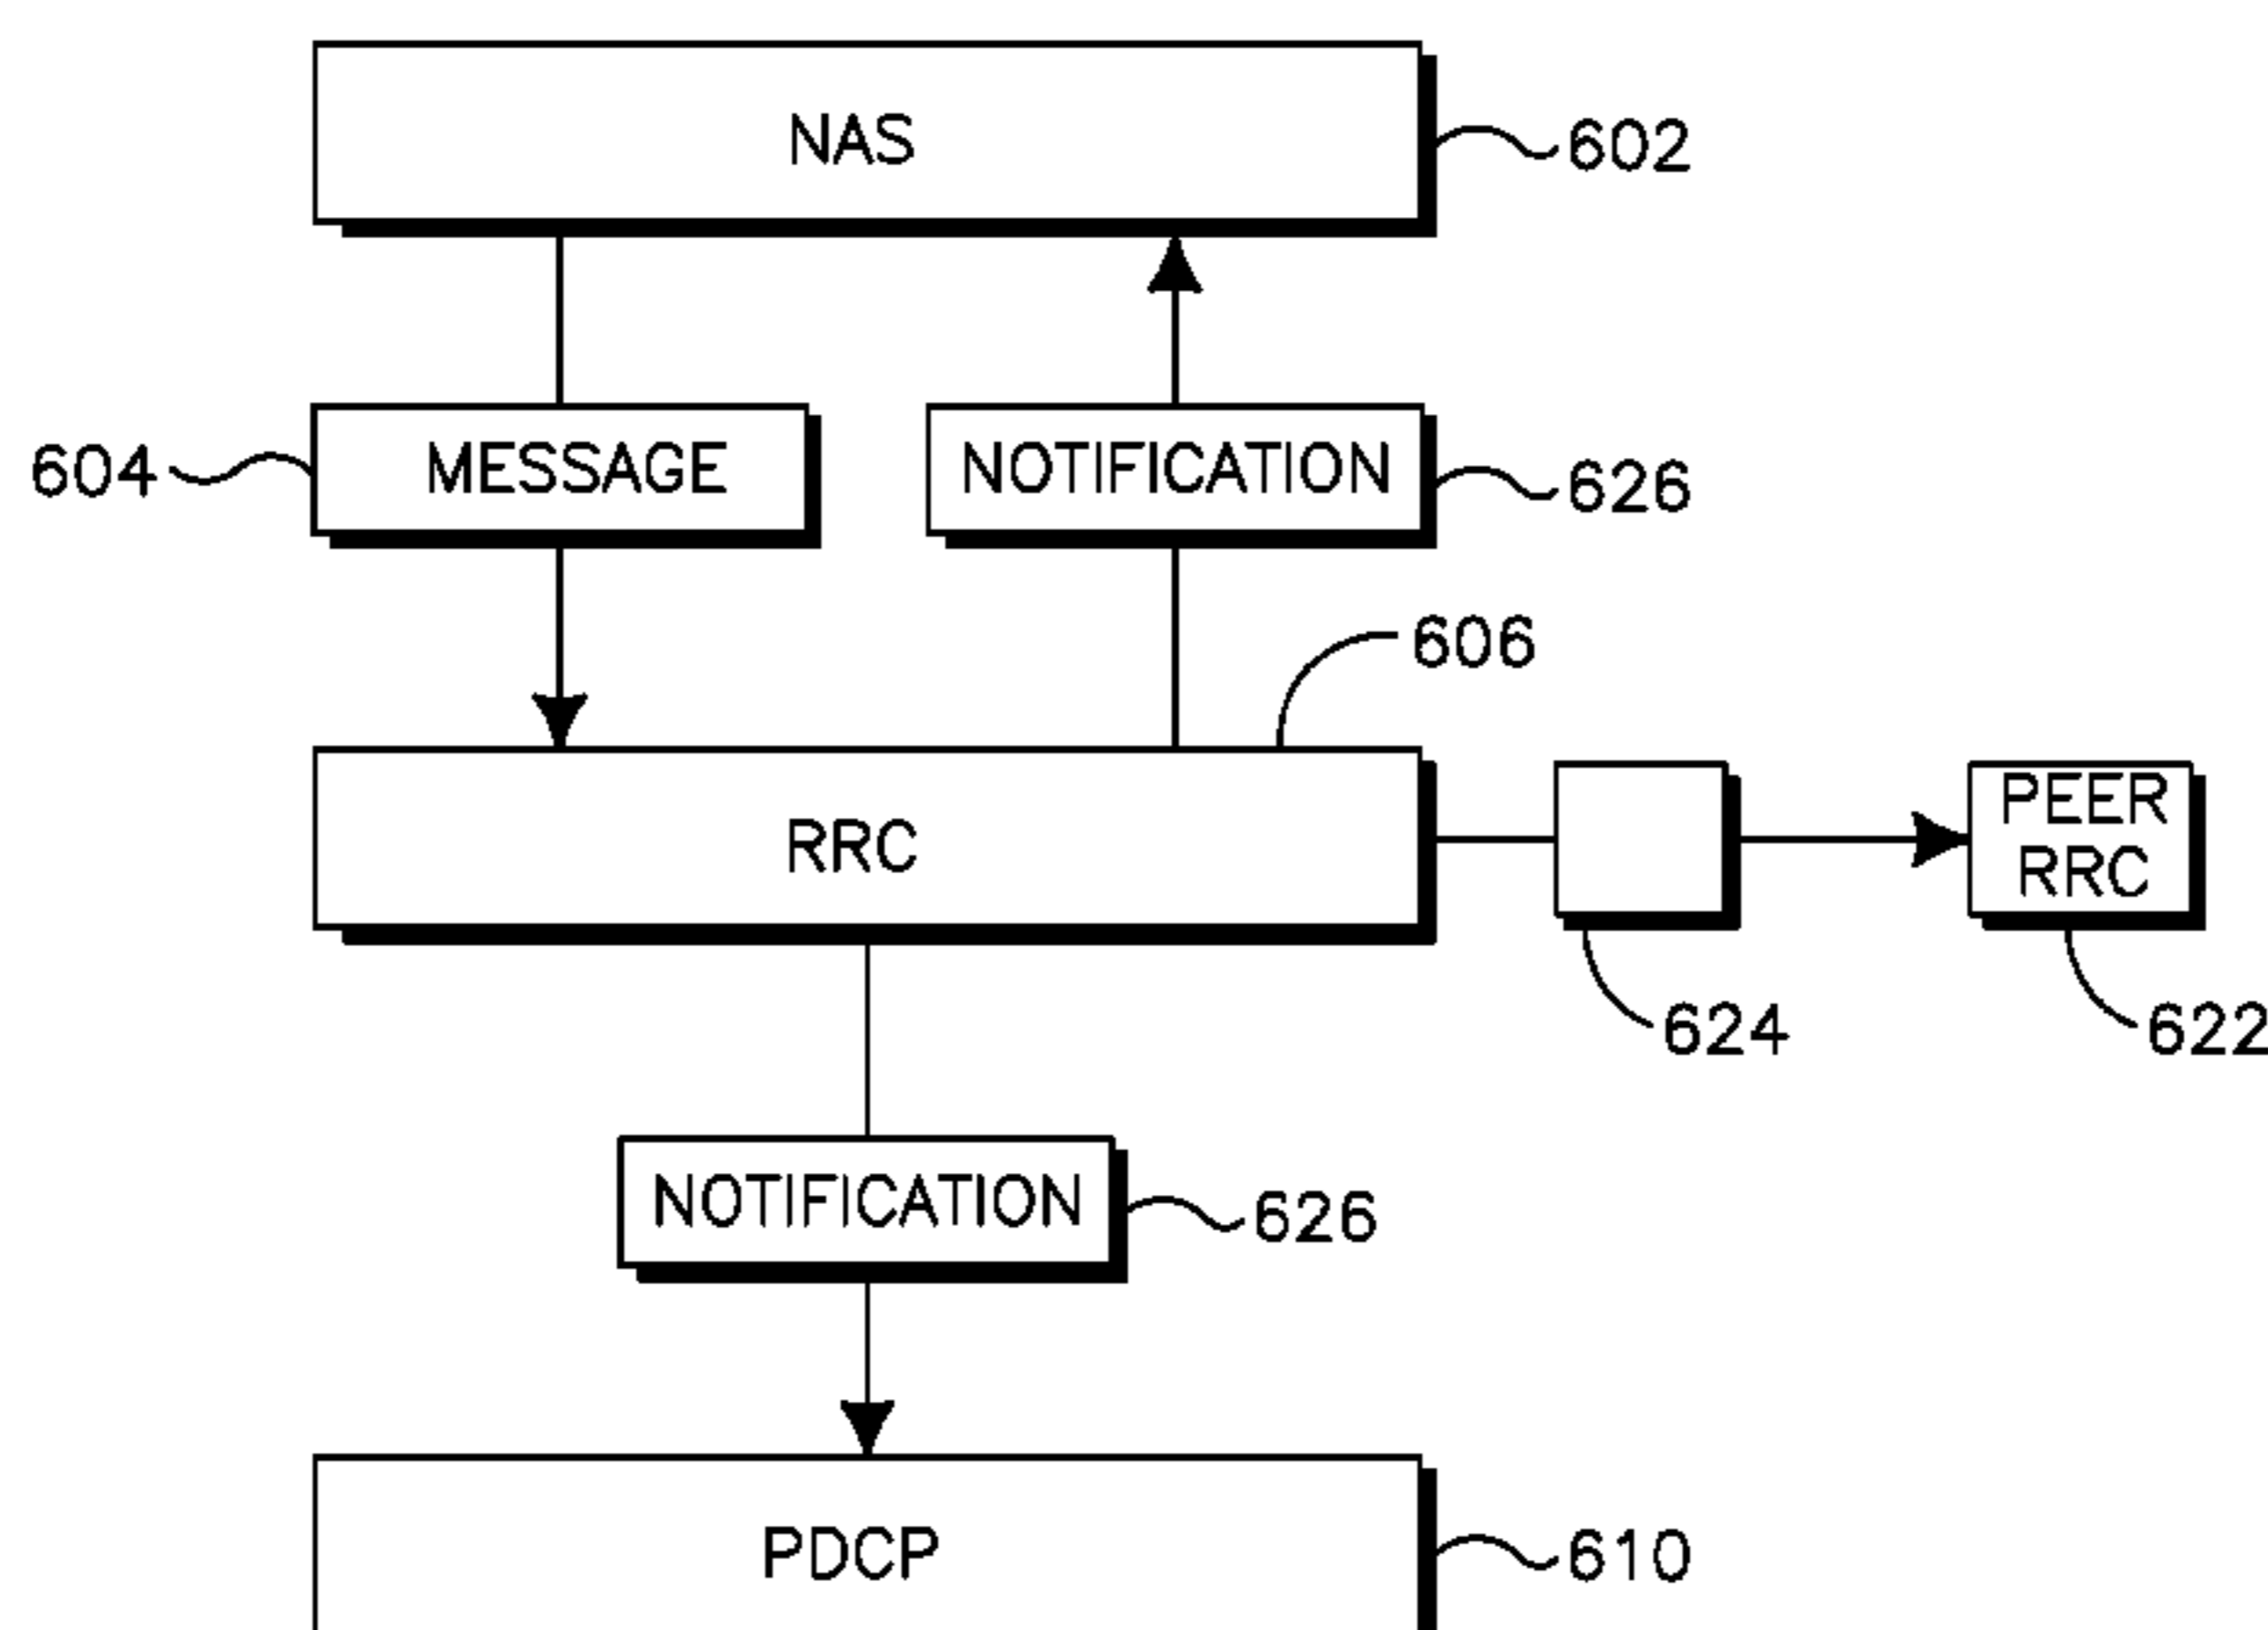 NAS
602
604
MESSAGE
NOTIFICATION
626
606
RRC
PEER
RRC
624
622
NOTIFICATION
626
PDCP
610